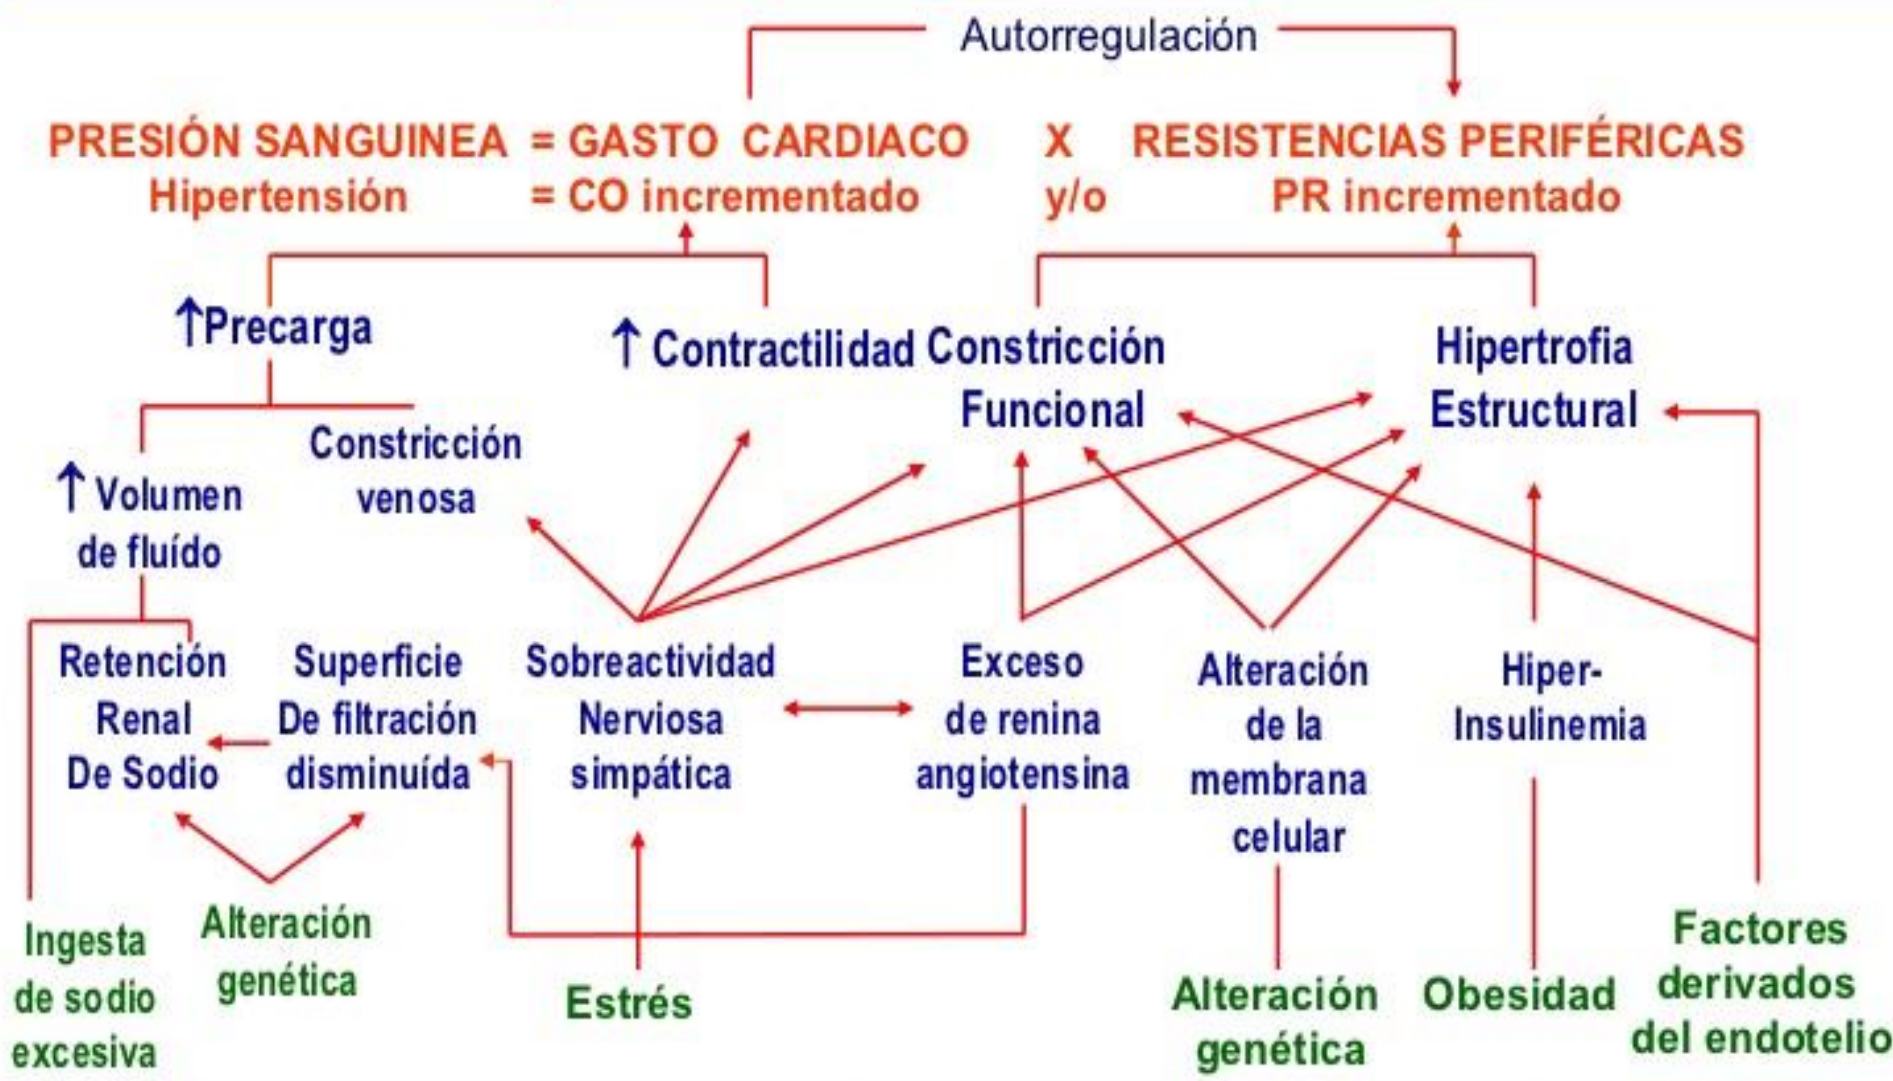 Autorregulación
PRESIÓN SANGUINEA = GASTO CARDIACO X RESISTENCIAS PERIFÉRICAS
Hipertensión = CO incrementado y/o PR incrementado
↑Precarga
↑ Contractilidad
Constricción
Funcional
Hipertrofia
Estructural
↑ Volumen
de fluído
Constricción
venosa
Retención
Renal
De Sodio
Superficie
De filtración
disminuída
Sobreactividad
Nerviosa
simpática
Exceso
de renina
angiotensina
Alteración
de la
membrana
celular
Hiper-
Insulinemia
Ingesta
de sodio
excesiva
Alteración
genética
Estrés
Alteración
genética
Obesidad
Factores
derivados
del endotelio